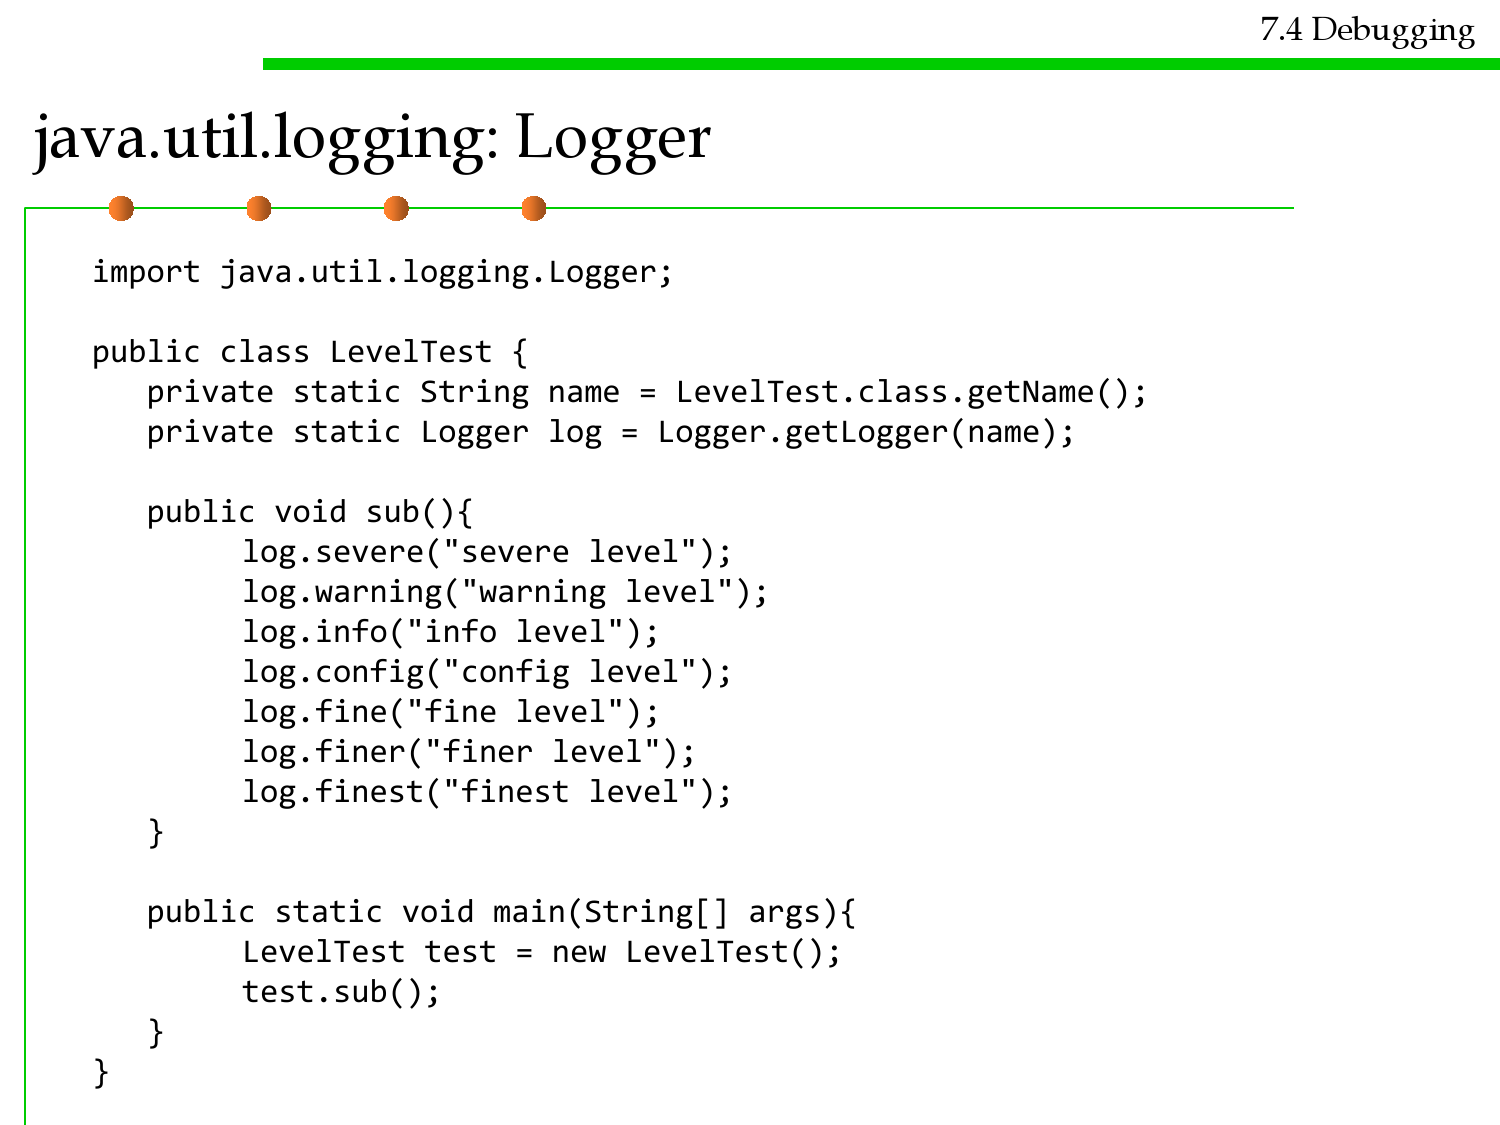 7.4 Debugging
java.util.logging: Logger
import java.util.logging.Logger;
public class LevelTest {
private static String name = LevelTest.class.getName();
private static Logger log = Logger.getLogger(name);
public void sub(){
log.severe("severe level");
log.warning("warning level");
log.info("info level");
log.config("config level");
log.fine("fine level");
log.finer("finer level");
log.finest("finest level");
}
public static void main(String[] args){
LevelTest test = new LevelTest();
test.sub();
}
}